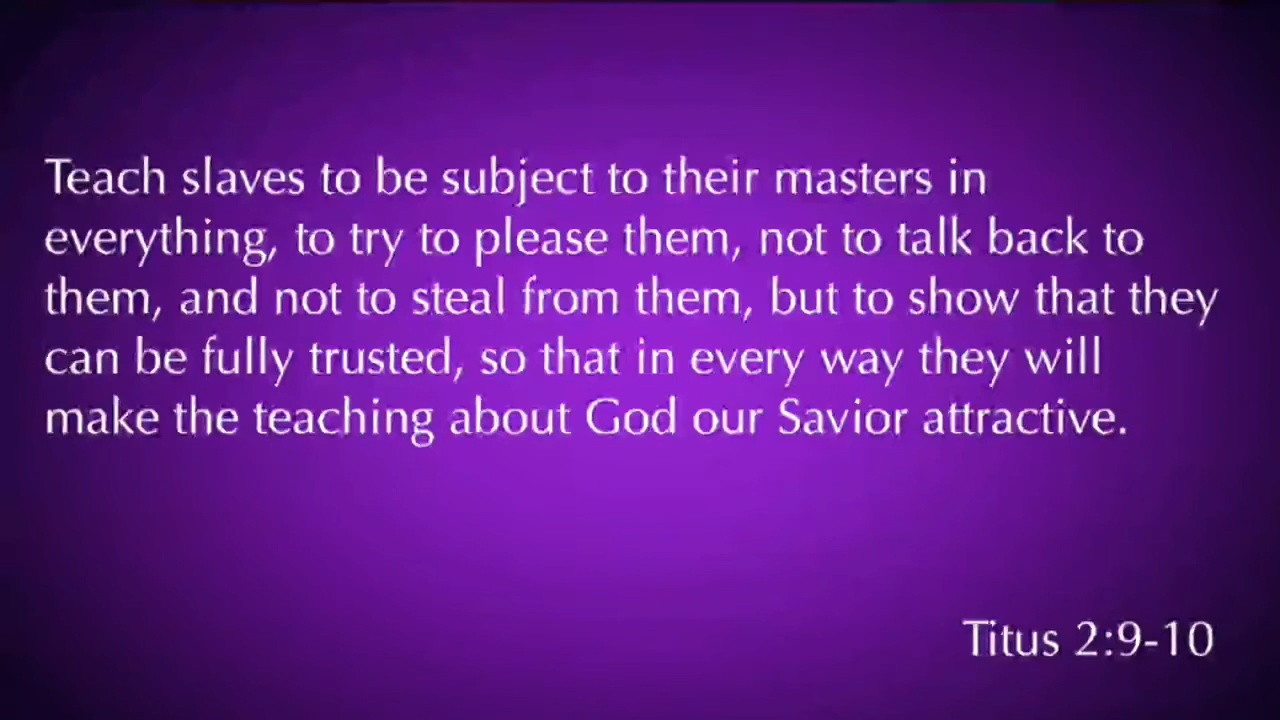 Teach slaves to be subject to their masters in
everything, to try to please them, not to talk back to
them, and not to steal from them, but to show that they
can be fully trusted, so that in every way they will
make the teaching about God our Savior attractive.
Titus 2:9-10